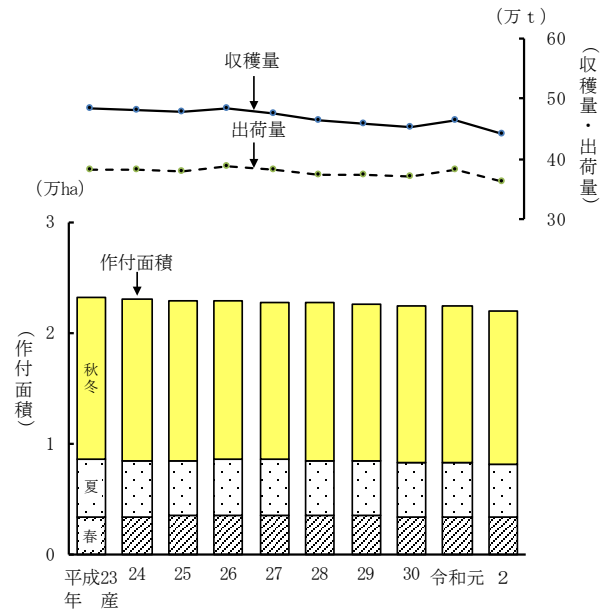 (万ｔ)
60
50
40
30
(収穫量・出荷量)
収穫量
出荷量
(万ha)
3
2
1
0
(作付面積)
作付面積
秋冬
夏
春
平成23 24 25 26 27 28 29 30 令和元 2
年 産